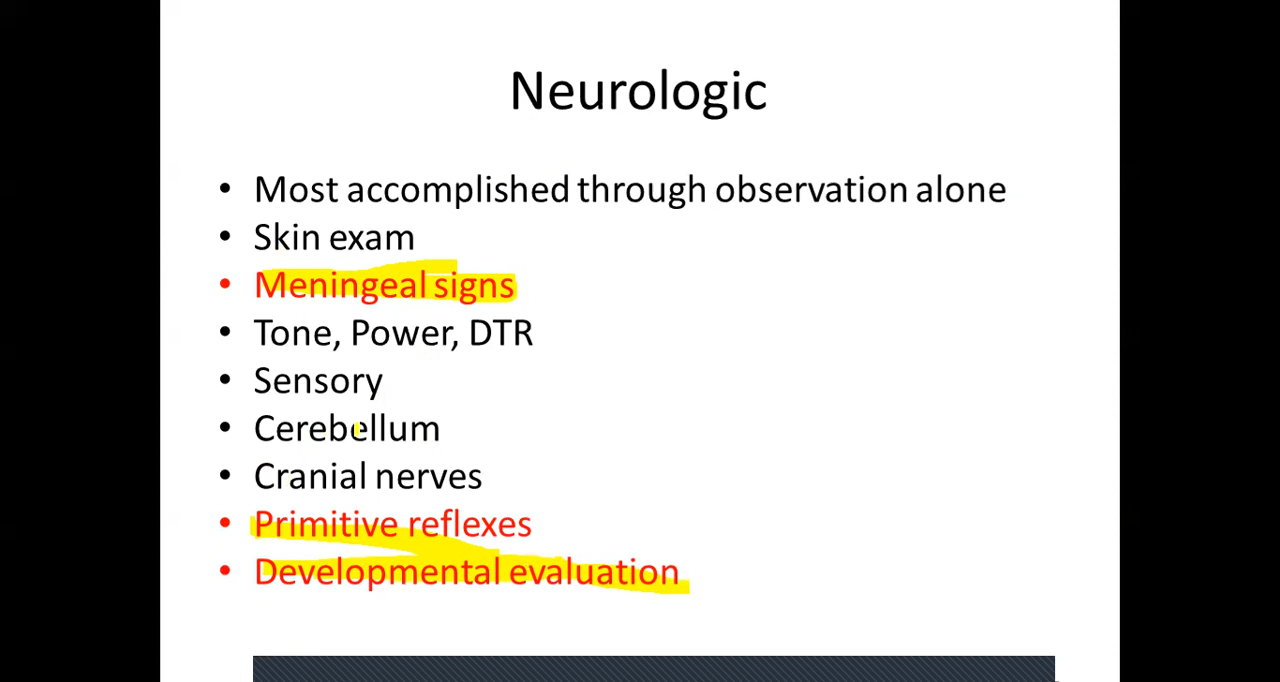 Neurologic
• Most accomplished through observation alone
• Skin exam
• Meningeal signs
• Tone, Power, DTR
• Sensory
• Cerebellum
• Cranial nerves
• Primitive reflexes
• Developmental evaluation